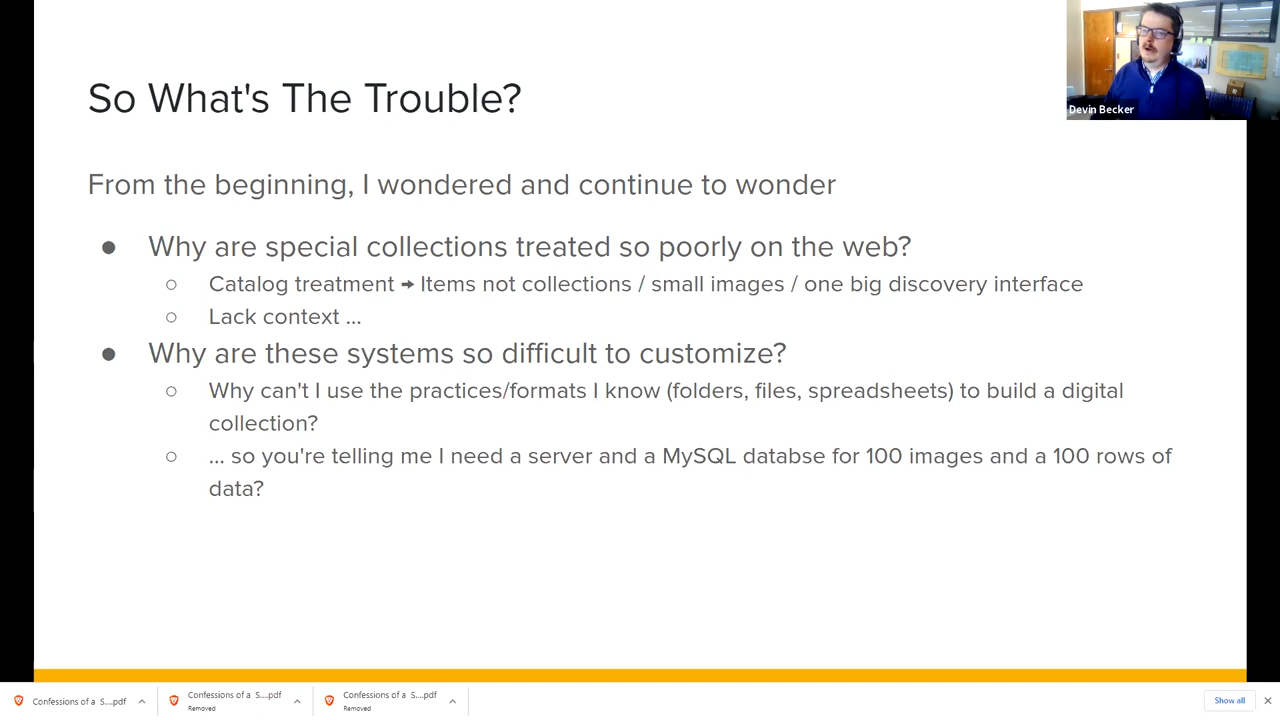 So What's The Trouble?
Devin Becker
From the beginning, I wondered and continue to wonder
● Why are special collections treated so poorly on the web?
○ Catalog treatment → Items not collections / small images / one big discovery interface
○ Lack context ...
● Why are these systems so difficult to customize?
○ Why can't I use the practices/formats I know (folders, files, spreadsheets) to build a digital
collection?
○ ... so you're telling me I need a server and a MySQL databse for 100 images and a 100 rows of
data?
Confessions of a S....pdf
Confessions of a S....pdf
Removed
Confessions of a S....pdf
Removed
Show all